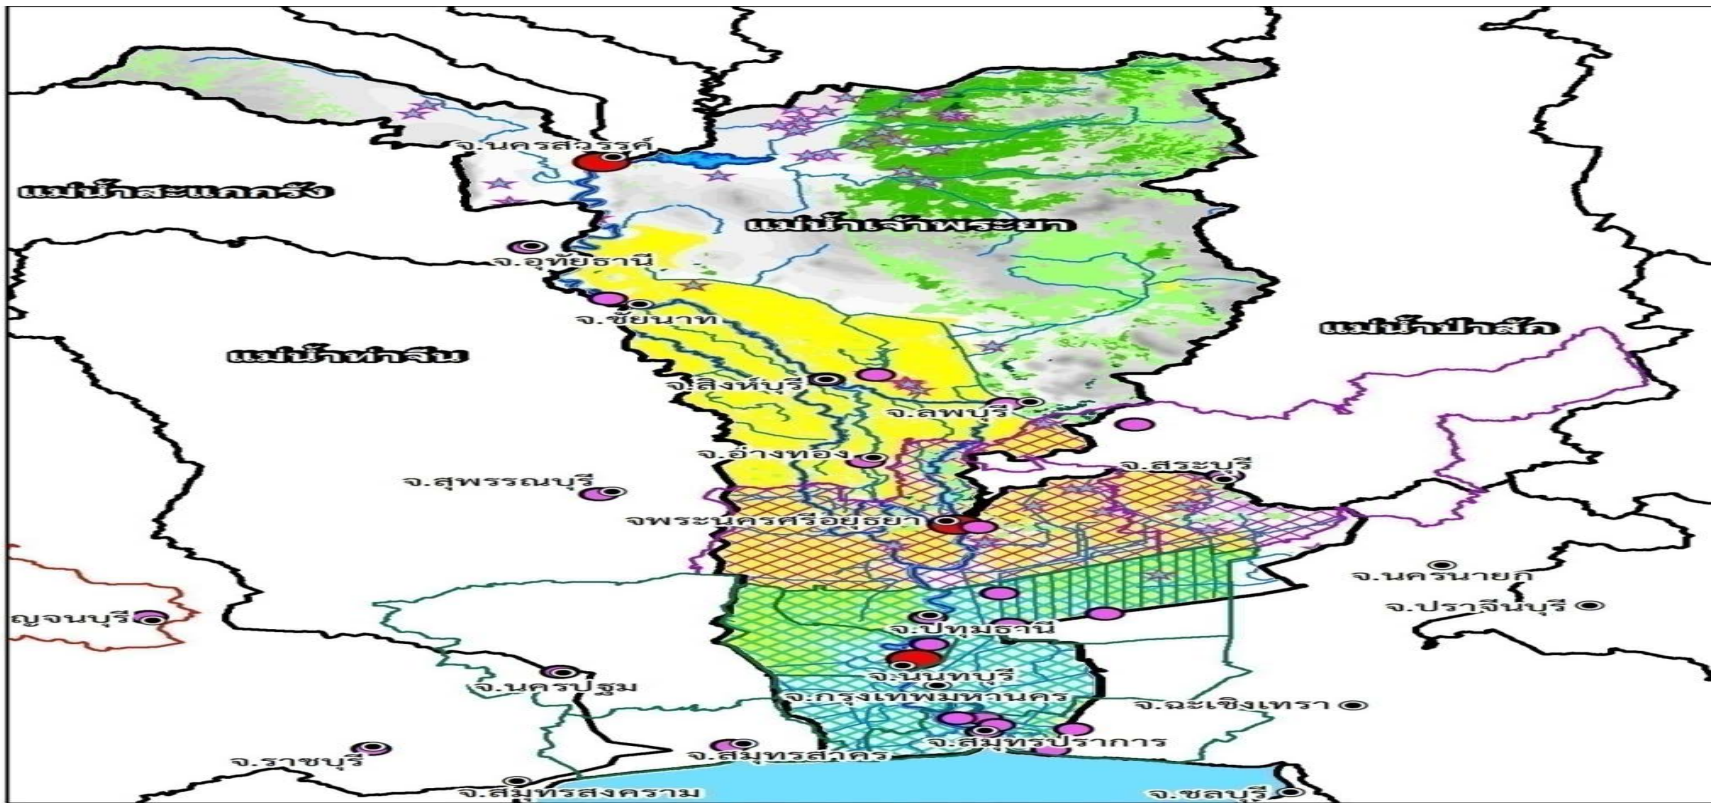 จ.นครสวรรค์
แม่น้ำสะแกกรัง
แม่น้ำเจ้าพระยา
จ.อุทัยธานี
จ.ชัยนาท
แม่น้ำป่าสัก
แม่น้ำท่าจีน
จ.สิงห์บุรี
จ.ลพบุรี
จ.อ่างทอง
จ.สระบุรี
จ.สุพรรณบุรี
จพระนครศรีอยุธยา
จ.นครนายก
จ.ปราจีนบุรี
ญจนบุรี
จ.ปทุมธานี
จ.นนทบุรี
จ.นครปฐม
จ.กรุงเทพมหานคร
จ.ฉะเชิงเทรา
จ.สมุทรปราการ
จ.สมุทรสาคร
จ.ราชบุรี
จ.สมุทรสงคราม
จ.ชลบุรี